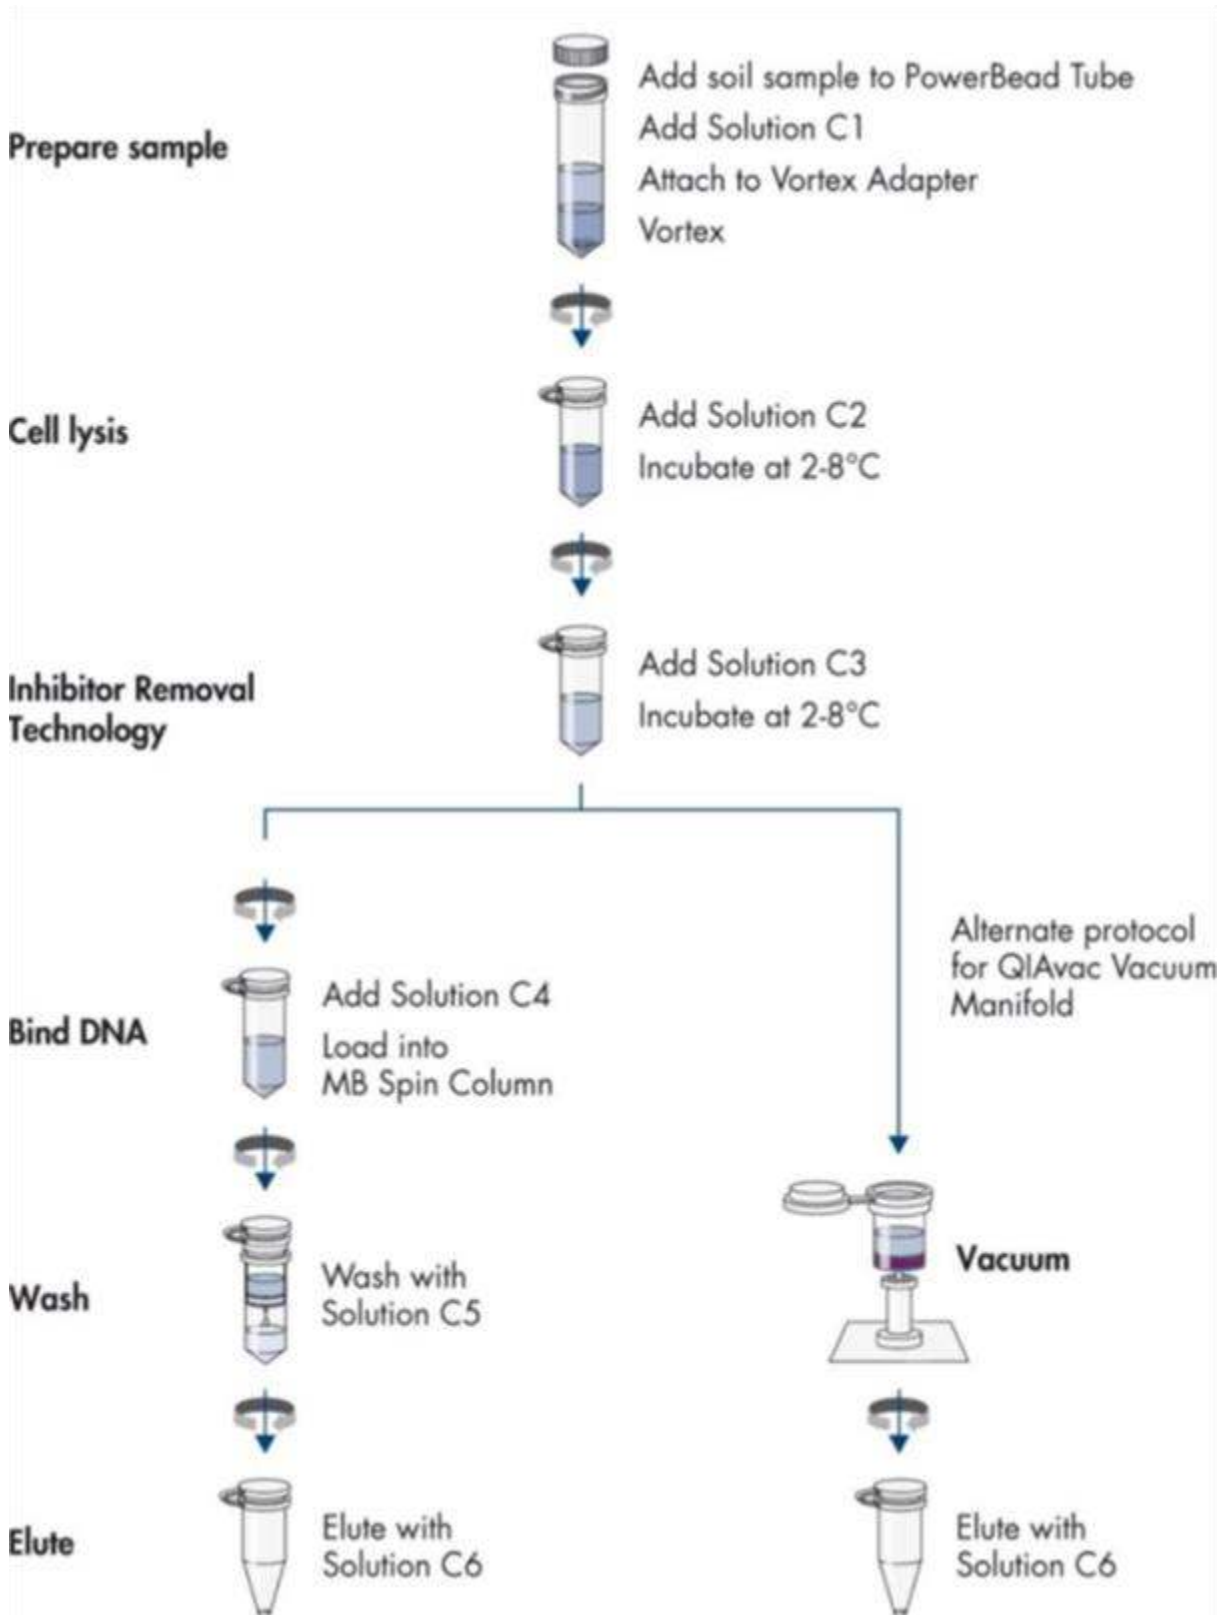 Prepare sample
Add soil sample to PowerBead Tube
Add Solution C1
Attach to Vortex Adapter
Vortex
Cell lysis
Add Solution C2
Incubate at 2-8°C
Inhibitor Removal
Technology
Add Solution C3
Incubate at 2-8°C
Alternate protocol
for QIAvac Vacuum
Manifold
Bind DNA
Add Solution C4
Load into
MB Spin Column
Wash
Wash with
Solution C5
Vacuum
Elute
Elute with
Solution C6
Elute with
Solution C6